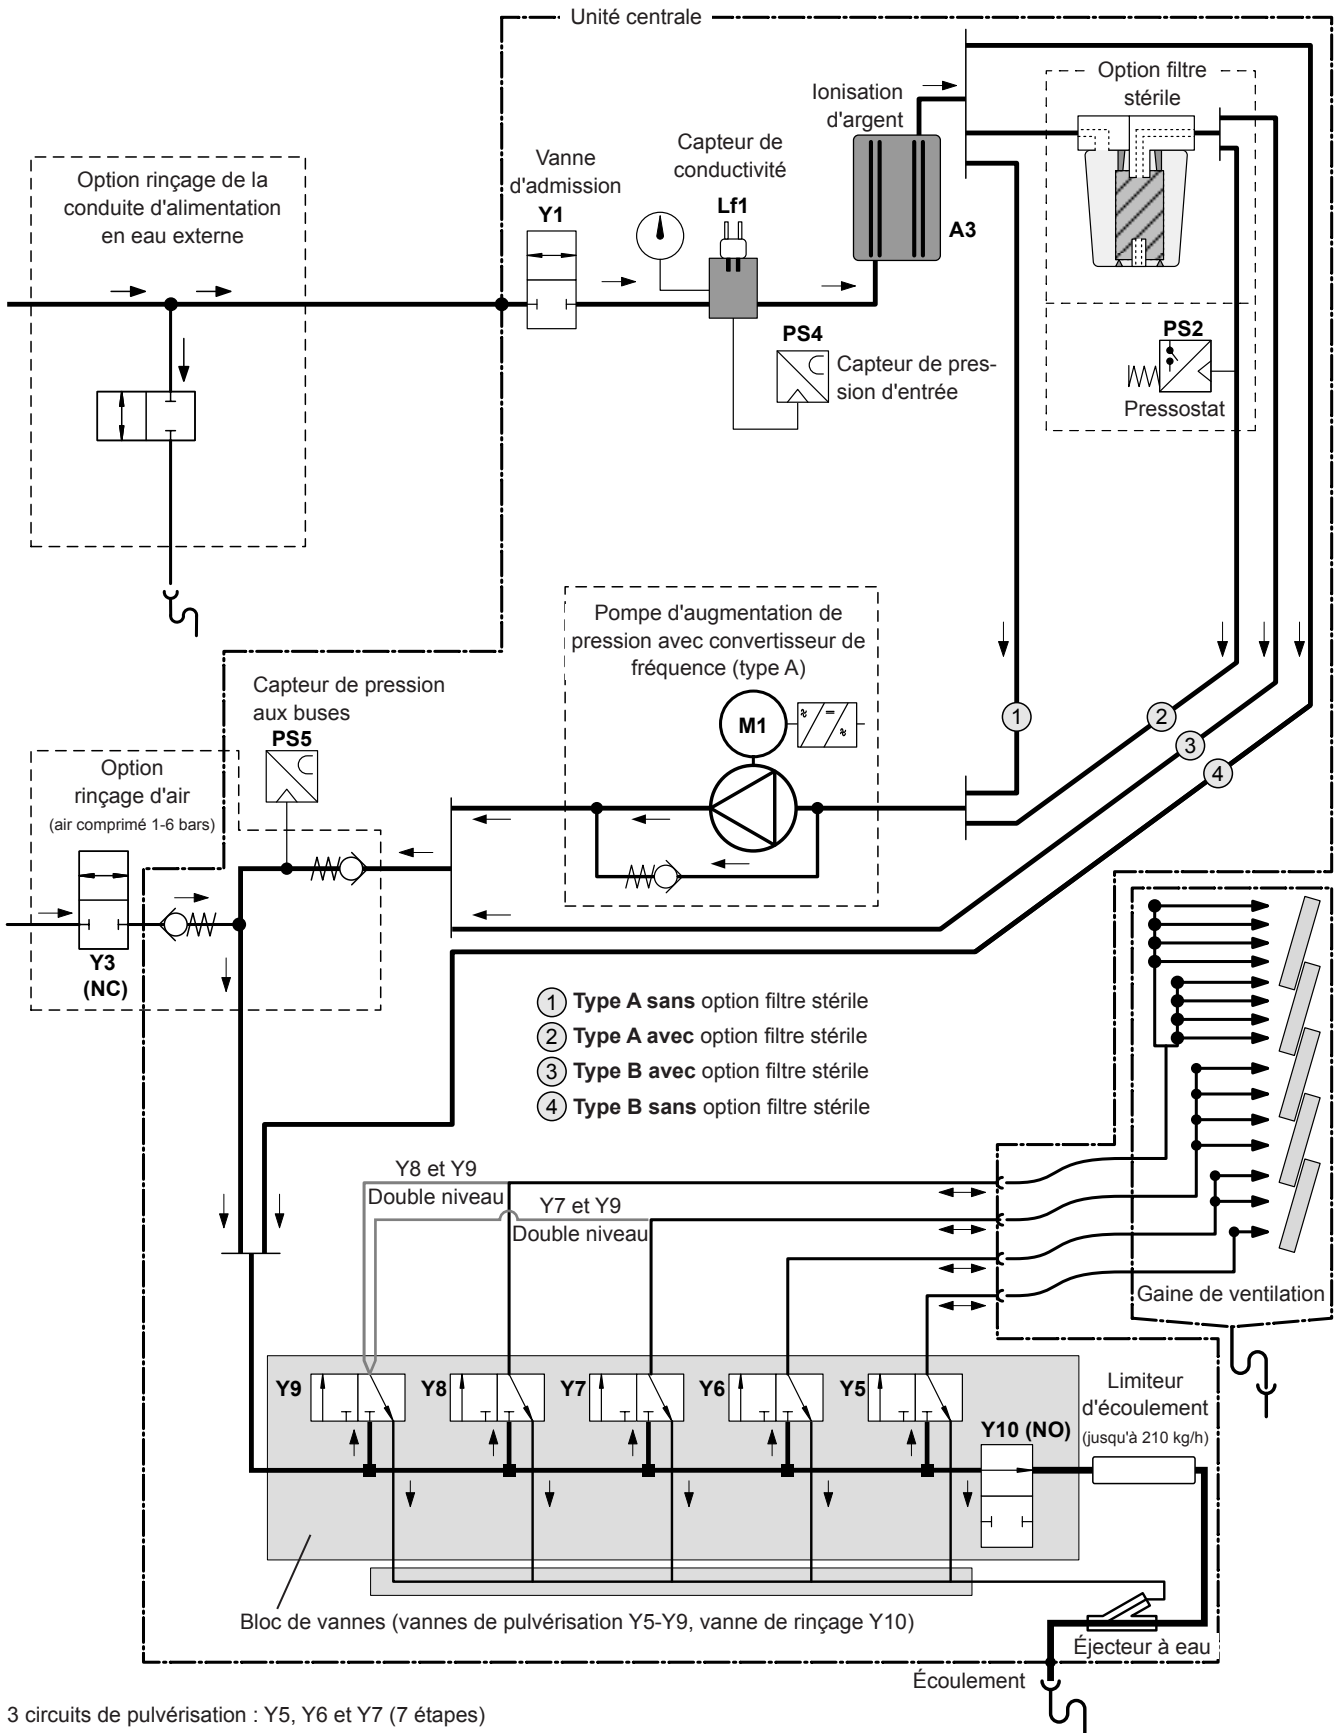 Unité centrale
Option filtre
stérile
Ionisation
d'argent
Capteur de
conductivité
Vanne
d'admission
Y1
Lf1
A3
Option rinçage de la
conduite d'alimentation
en eau externe
PS4
Capteur de pres-
sion d'entrée
PS2
Pressostat
Pompe d'augmentation de
pression avec convertisseur de
fréquence (type A)
M1
1
2
3
4
Capteur de pression
aux buses
PS5
Option
rinçage d'air
(air comprimé 1-6 bars)
Y3
(NC)
1 Type A sans option filtre stérile
2 Type A avec option filtre stérile
3 Type B avec option filtre stérile
4 Type B sans option filtre stérile
Y8 et Y9
Double niveau
Y7 et Y9
Double niveau
Gaine de ventilation
Y9
Y8
Y7
Y6
Y5
Y10 (NO)
Limiteur
d'écoulement
(jusqu'à 210 kg/h)
Bloc de vannes (vannes de pulvérisation Y5-Y9, vanne de rinçage Y10)
Éjecteur à eau
Écoulement
3 circuits de pulvérisation : Y5, Y6 et Y7 (7 étapes)